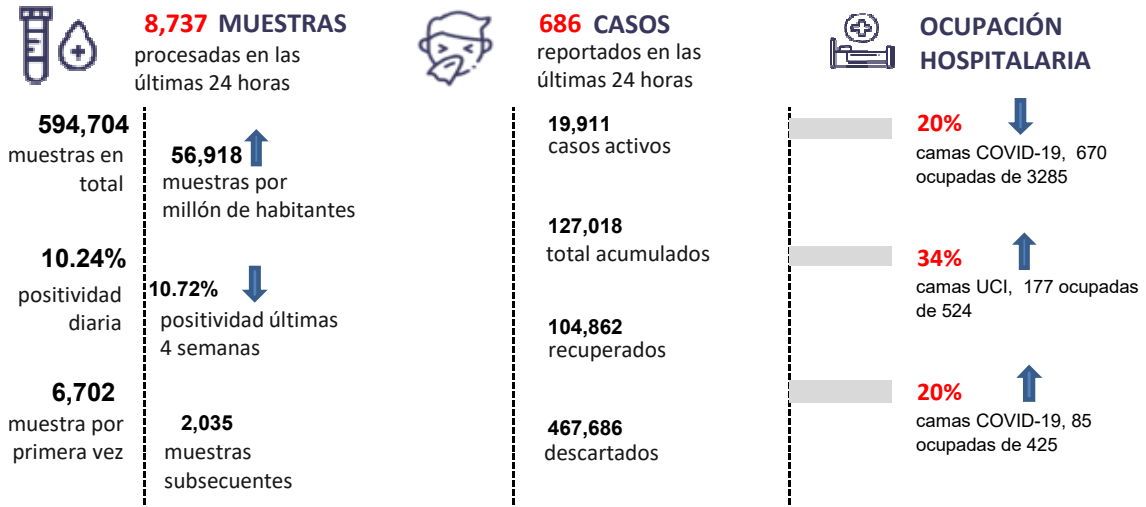 8,737 MUESTRAS
procesadas en las
últimas 24 horas
594,704
muestras en
total
56,918
muestras por
millón de habitantes
10.24%
positividad
diaria
10.72%
positividad últimas
4 semanas
6,702
muestra por
primera vez
2,035
muestras
subsecuentes
686 CASOS
reportados en las
últimas 24 horas
19,911
casos activos
127,018
total acumulados
104,862
recuperados
467,686
descartados
OCUPACIÓN
HOSPITALARIA
20%
camas COVID-19, 670
ocupadas de 3285
34%
camas UCI, 177 ocupadas
de 524
20%
camas COVID-19, 85
ocupadas de 425